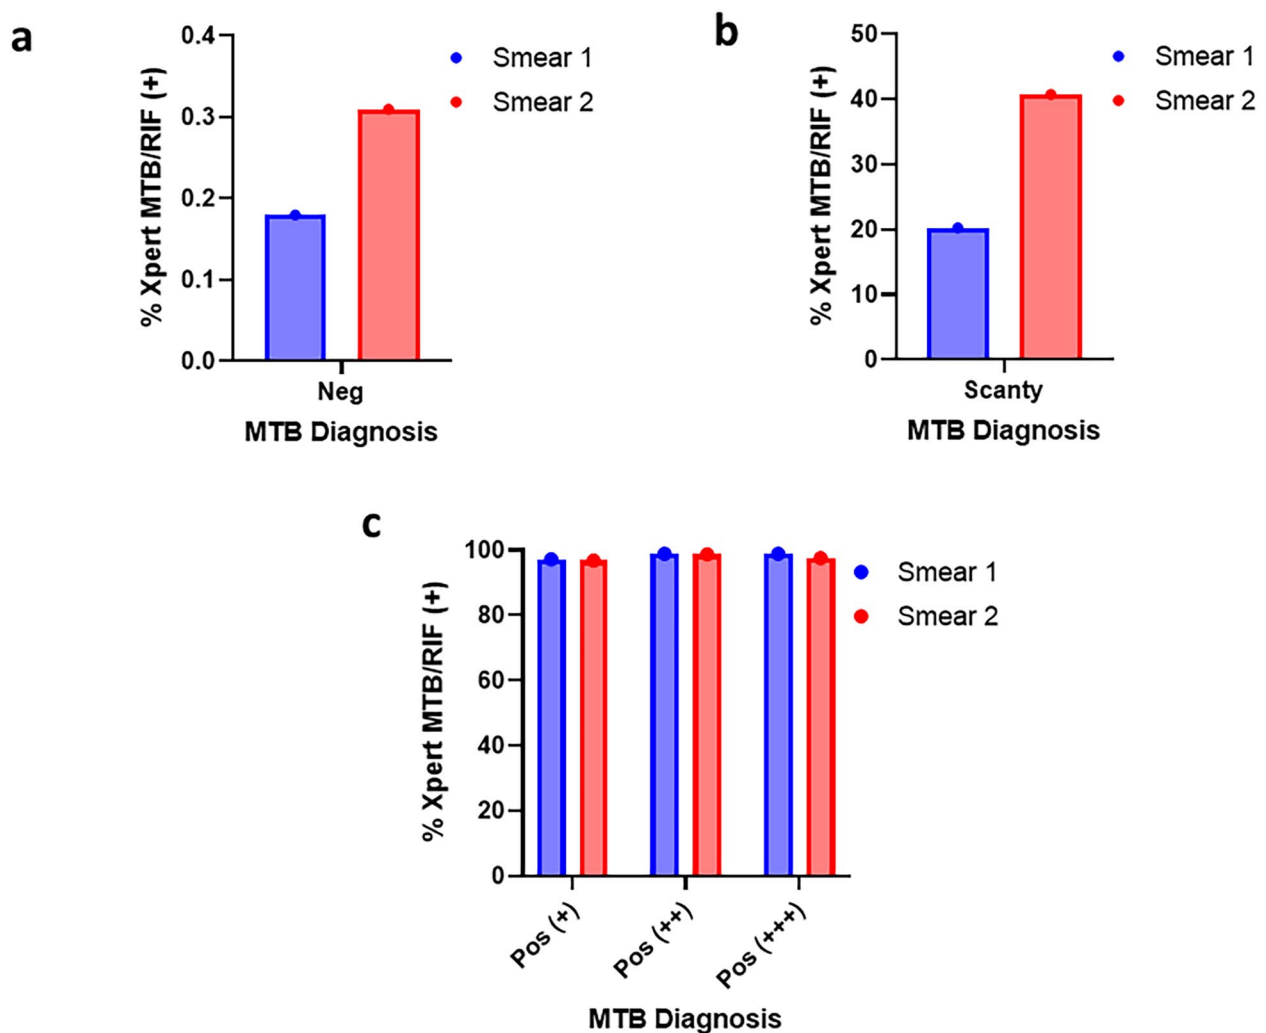 a
% Xpert MTB/RIF (+)
0.4
0.3
0.2
0.1
0.0
Neg
MTB Diagnosis
Smear 1
Smear 2
b
% Xpert MTB/RIF (+)
50
40
30
20
10
0
Scanty
MTB Diagnosis
Smear 1
Smear 2
c
% Xpert MTB/RIF (+)
100
80
60
40
20
0
Pos (+)
Pos (++)
Pos (+++)
MTB Diagnosis
Smear 1
Smear 2